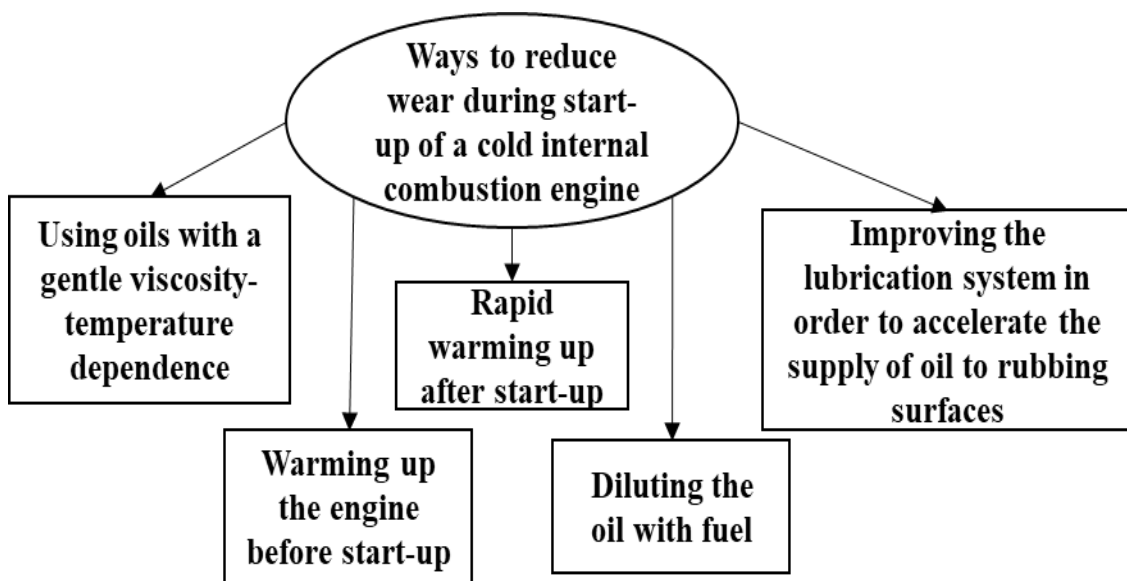 Ways to reduce
wear during start-
up of a cold internal
combustion engine
Using oils with a
gentle viscosity-
temperature
dependence
Warming up
the engine
before start-up
Rapid
warming up
after start-up
Diluting the
oil with fuel
Improving the
lubrication system in
order to accelerate the
supply of oil to rubbing
surfaces